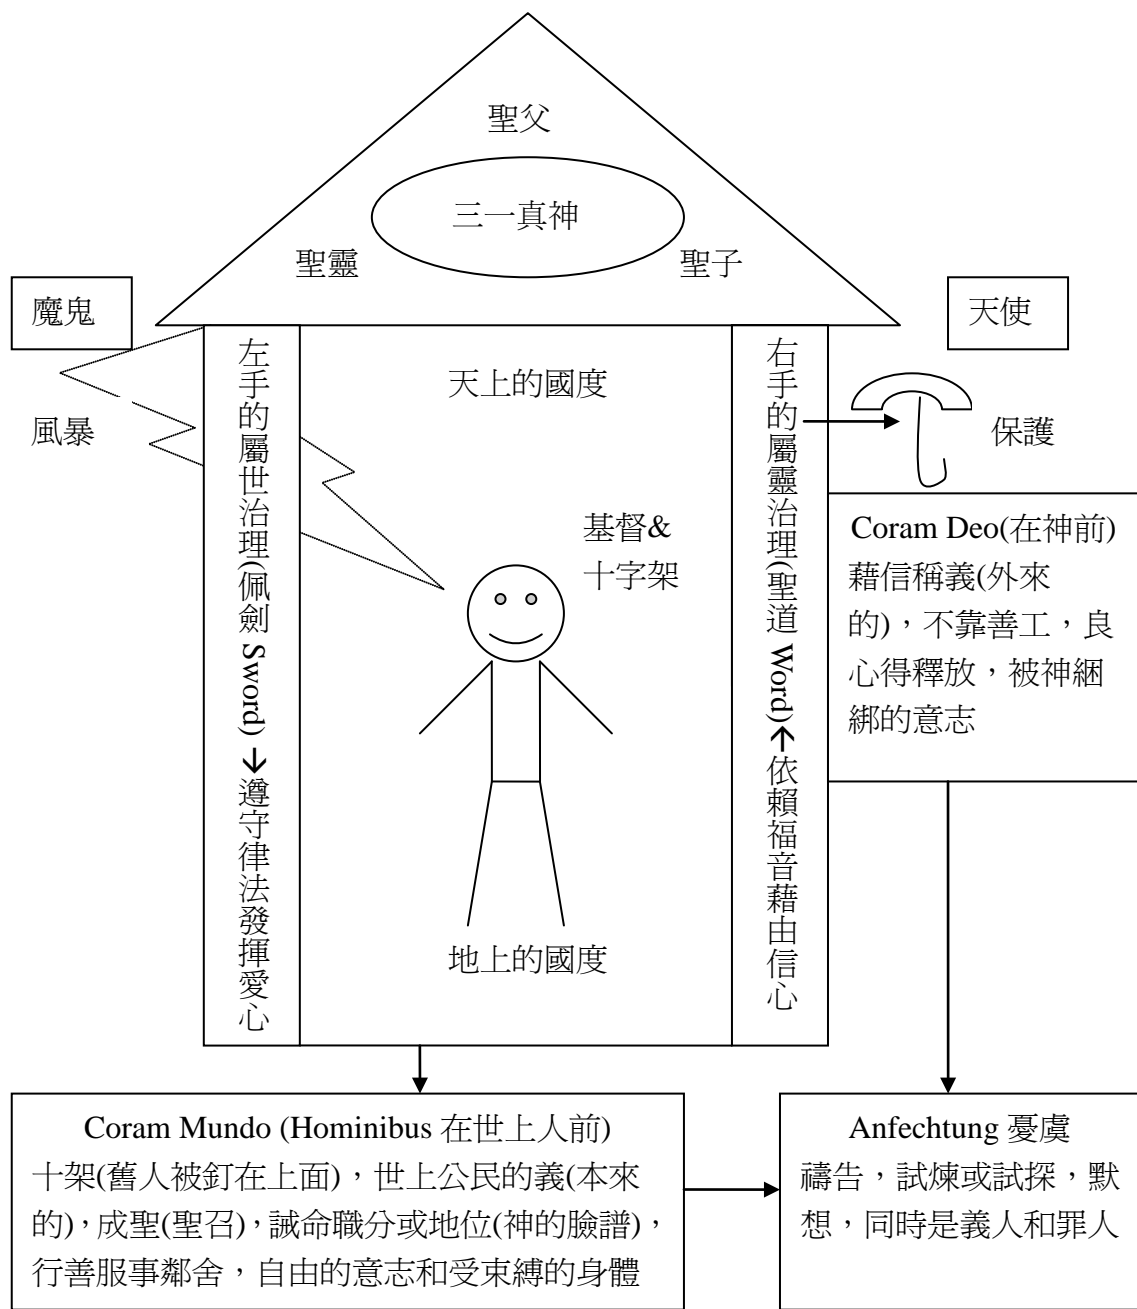 聖父
三一真神
聖靈
聖子
魔鬼
天使
左手的屬世治理(佩劍 Sword)→遵守律法發揮愛心
右手的屬靈治理(聖道 Word)←依賴福音藉由信心
天上的國度
風暴
保護
基督&
十字架
Coram Deo(在神前)
藉信稱義(外來
的)，不靠善工，良
心得釋放，被神綑
綁的意志
地上的國度
Coram Mundo (Hominibus 在世上人前)
十架(舊人被釘在上面)，世上公民的義(本來
的)，成聖(聖召)，誡命職分或地位(神的臉譜)，
行善服事鄰舍，自由的意志和受束縛的身體
Anfechtung 憂虞
禱告，試煉或試探，默
想，同時是義人和罪人